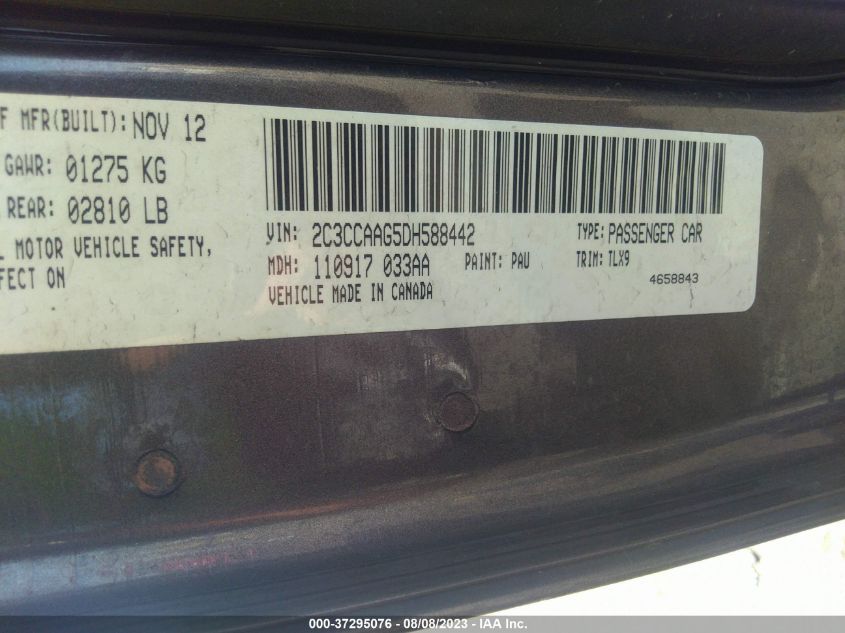 F MFR(BUILT): NOV 12
GAWR: 01275 KG
REAR: 02810 LB
MOTOR VEHICLE SAFETY,
FECT ON
VIN: 2C3CCAAG5DH588442 TYPE: PASSENGER CAR
MDH: 110917 033AA PAINT: PAU TRIM: TLX9
VEHICLE MADE IN CANADA 4658843
000-37295076 - 08/08/2023 - IAA Inc.